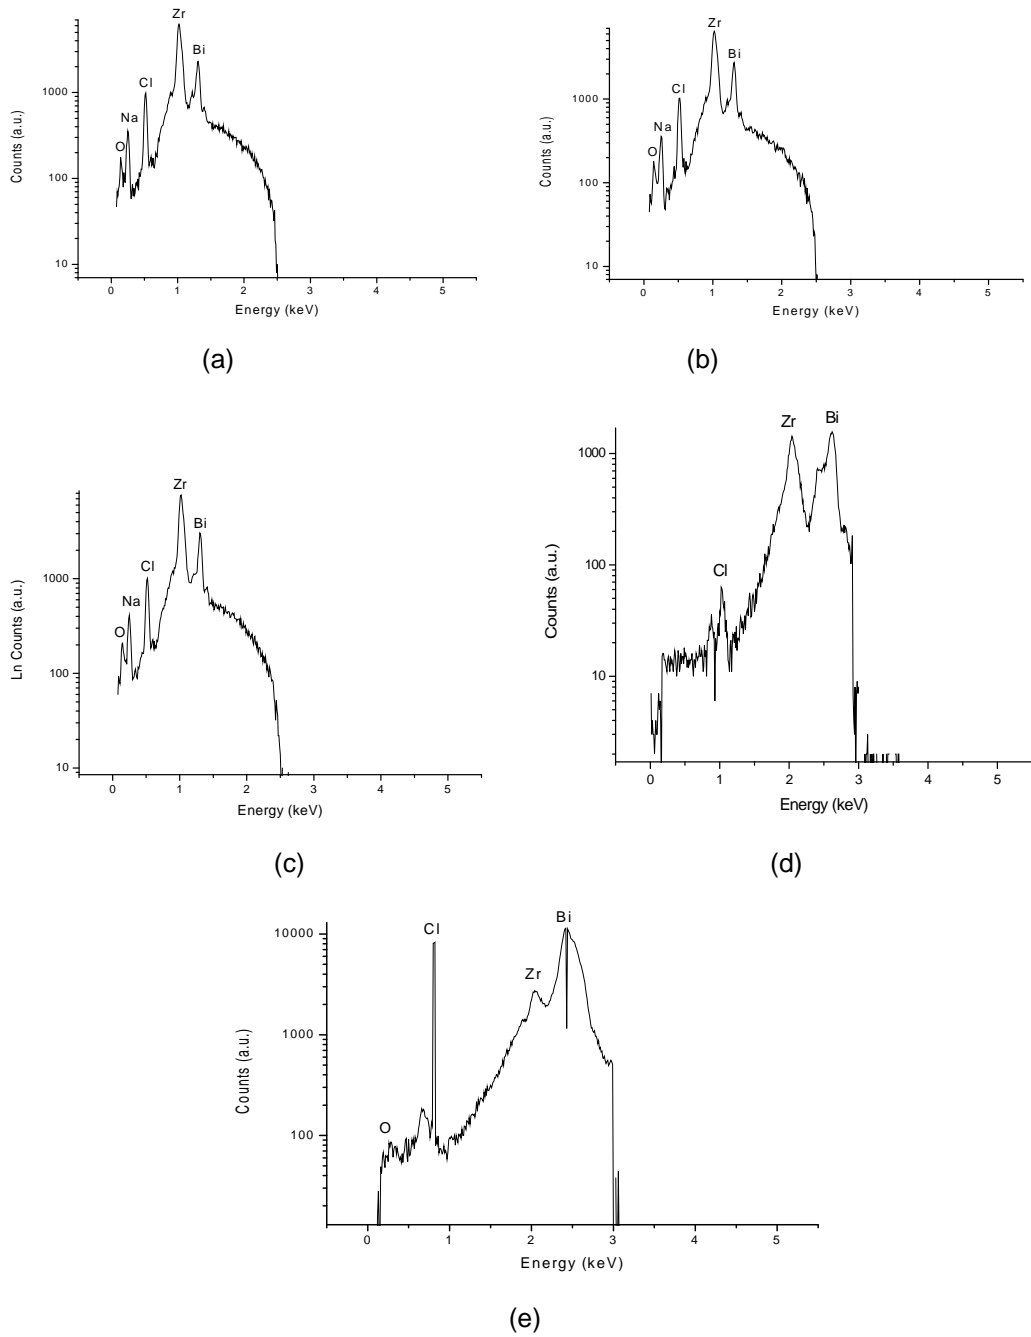 Zr
Bi
Cl
Na
O
1000
100
10
Counts (a.u.)
0 1 2 3 4 5
Energy (keV)
(a)
Zr
Bi
Cl
Na
O
1000
100
10
Counts (a.u.)
0 1 2 3 4 5
Energy (keV)
(b)
Zr
Bi
Cl
Na
O
1000
100
10
Ln Counts (a.u.)
0 1 2 3 4 5
Energy (keV)
(c)
Zr Bi
Cl
1000
100
10
Counts (a.u.)
0 1 2 3 4 5
Energy (keV)
(d)
Bi
Cl
Zr
O
10000
1000
100
Counts (a.u.)
0 1 2 3 4 5
Energy (keV)
(e)